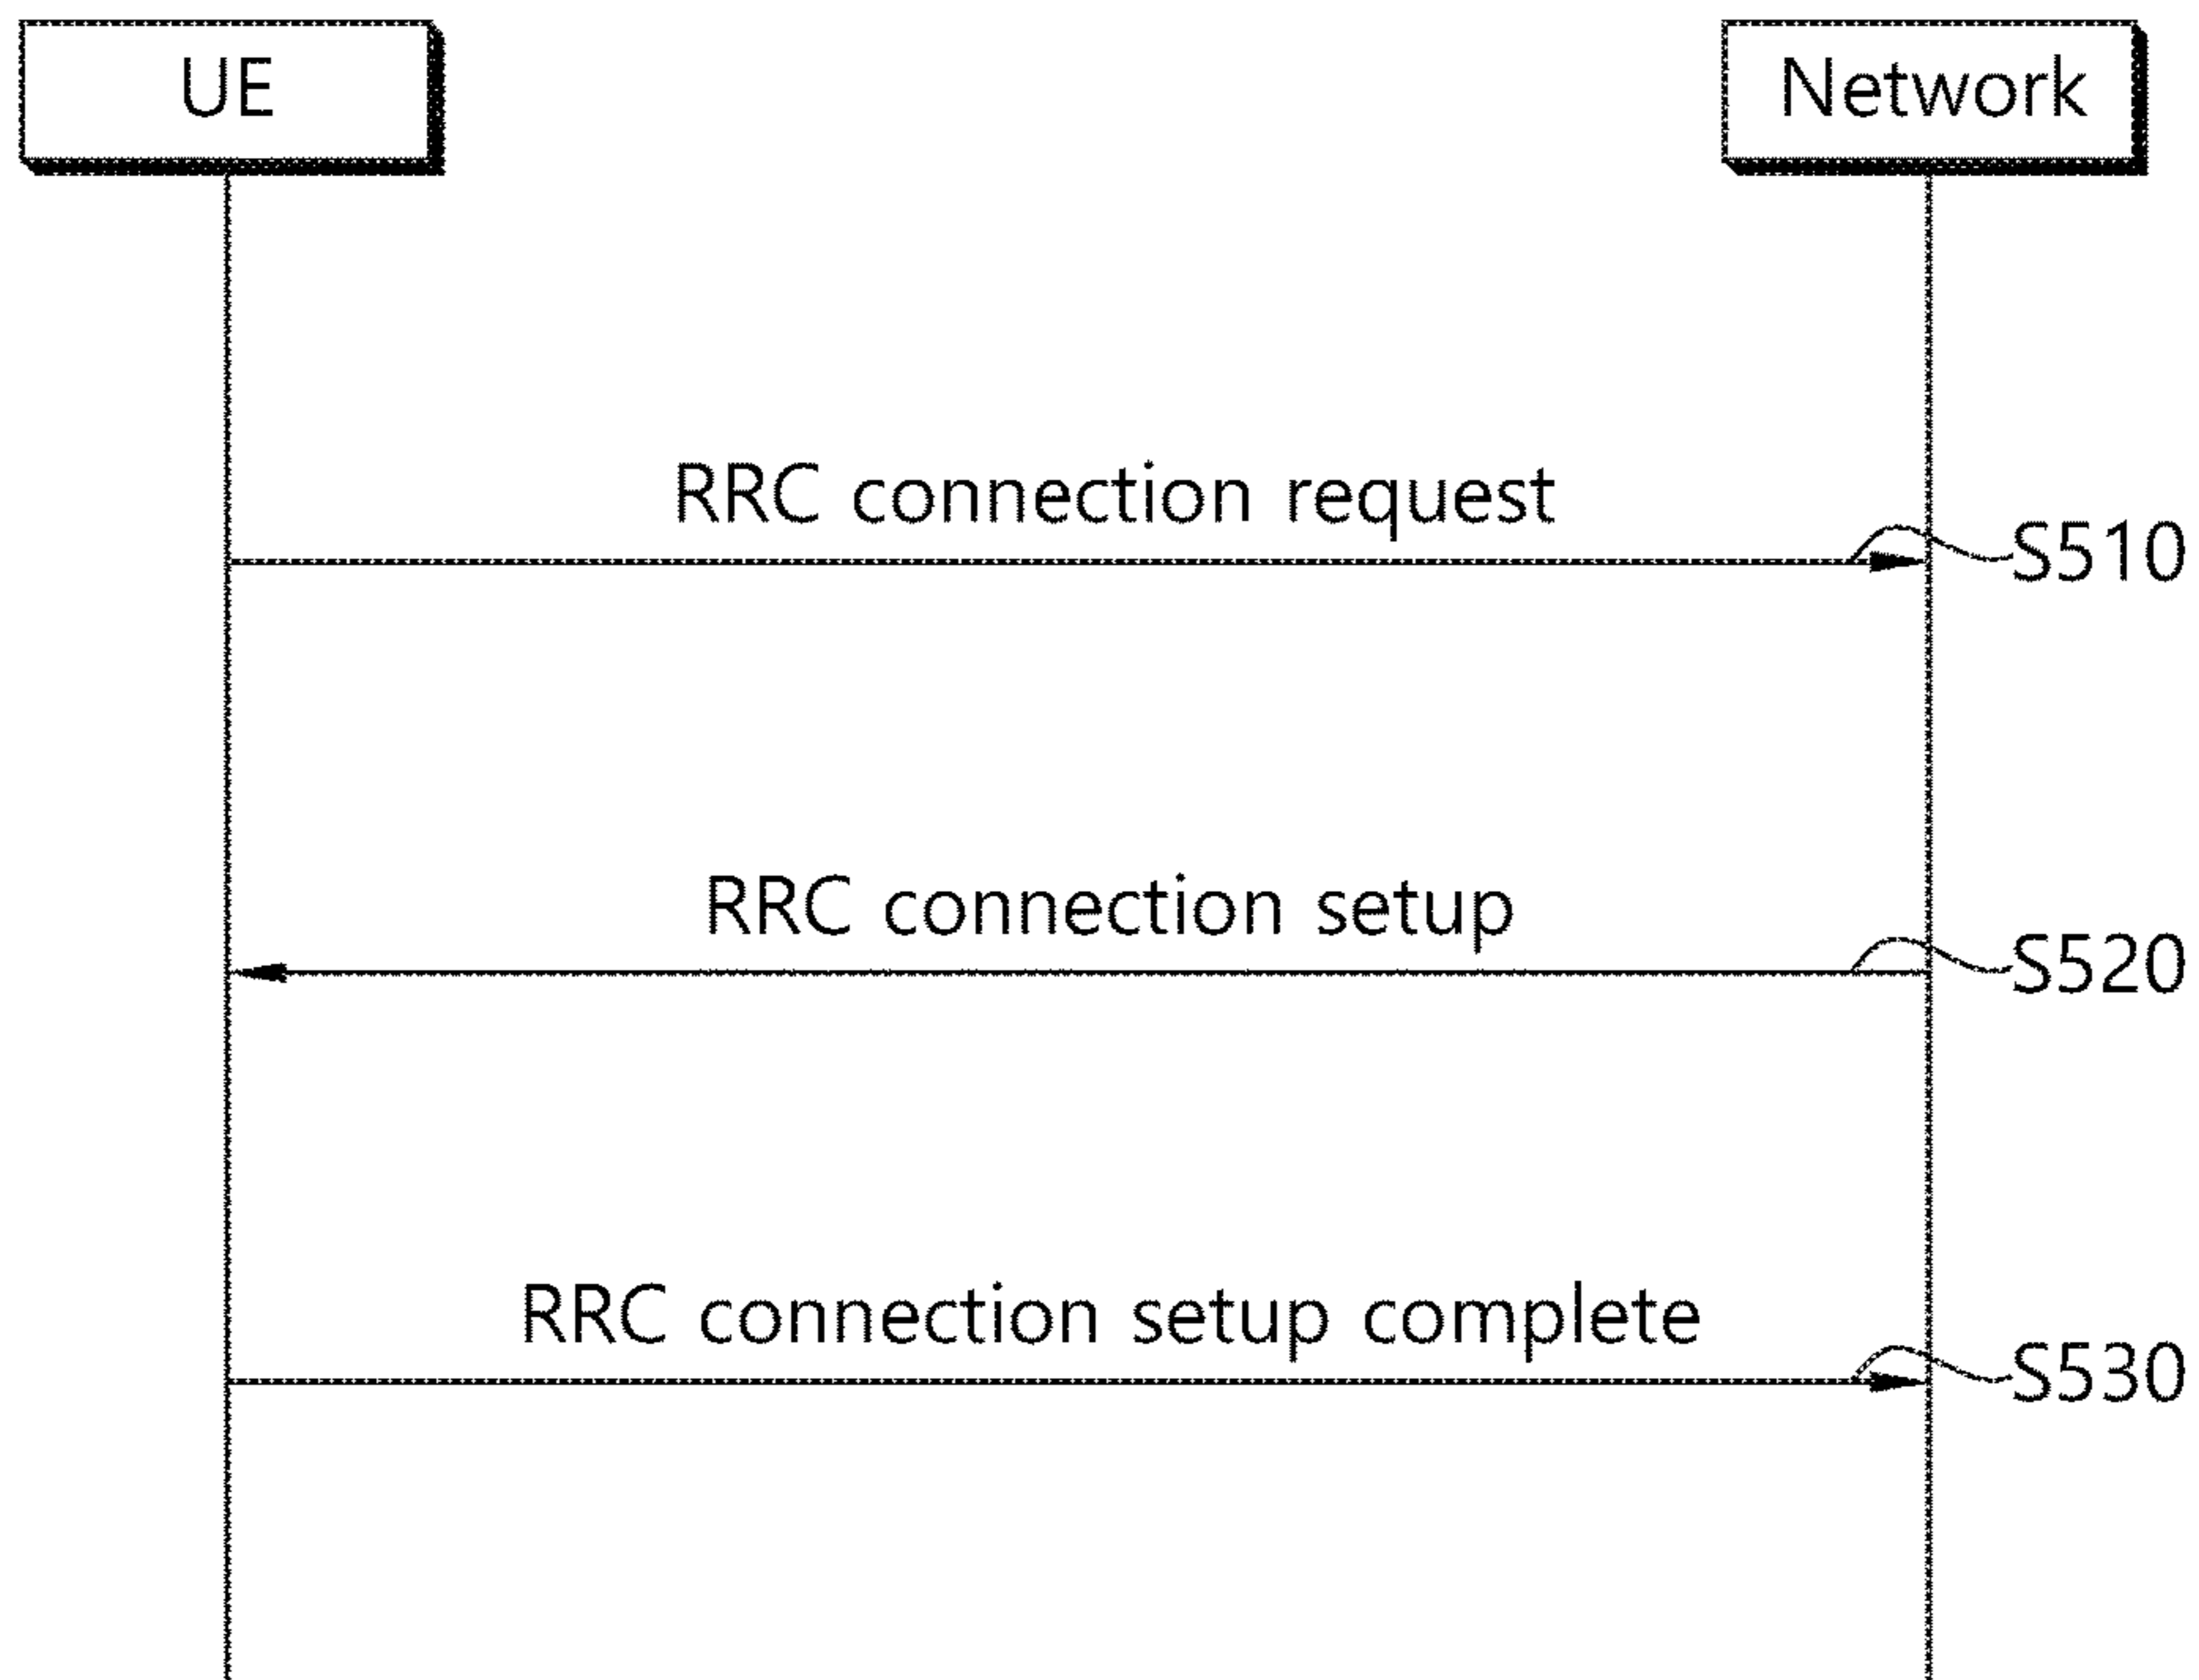 UE
Network
RRC connection request
S510
RRC connection setup
S520
RRC connection setup complete
S530